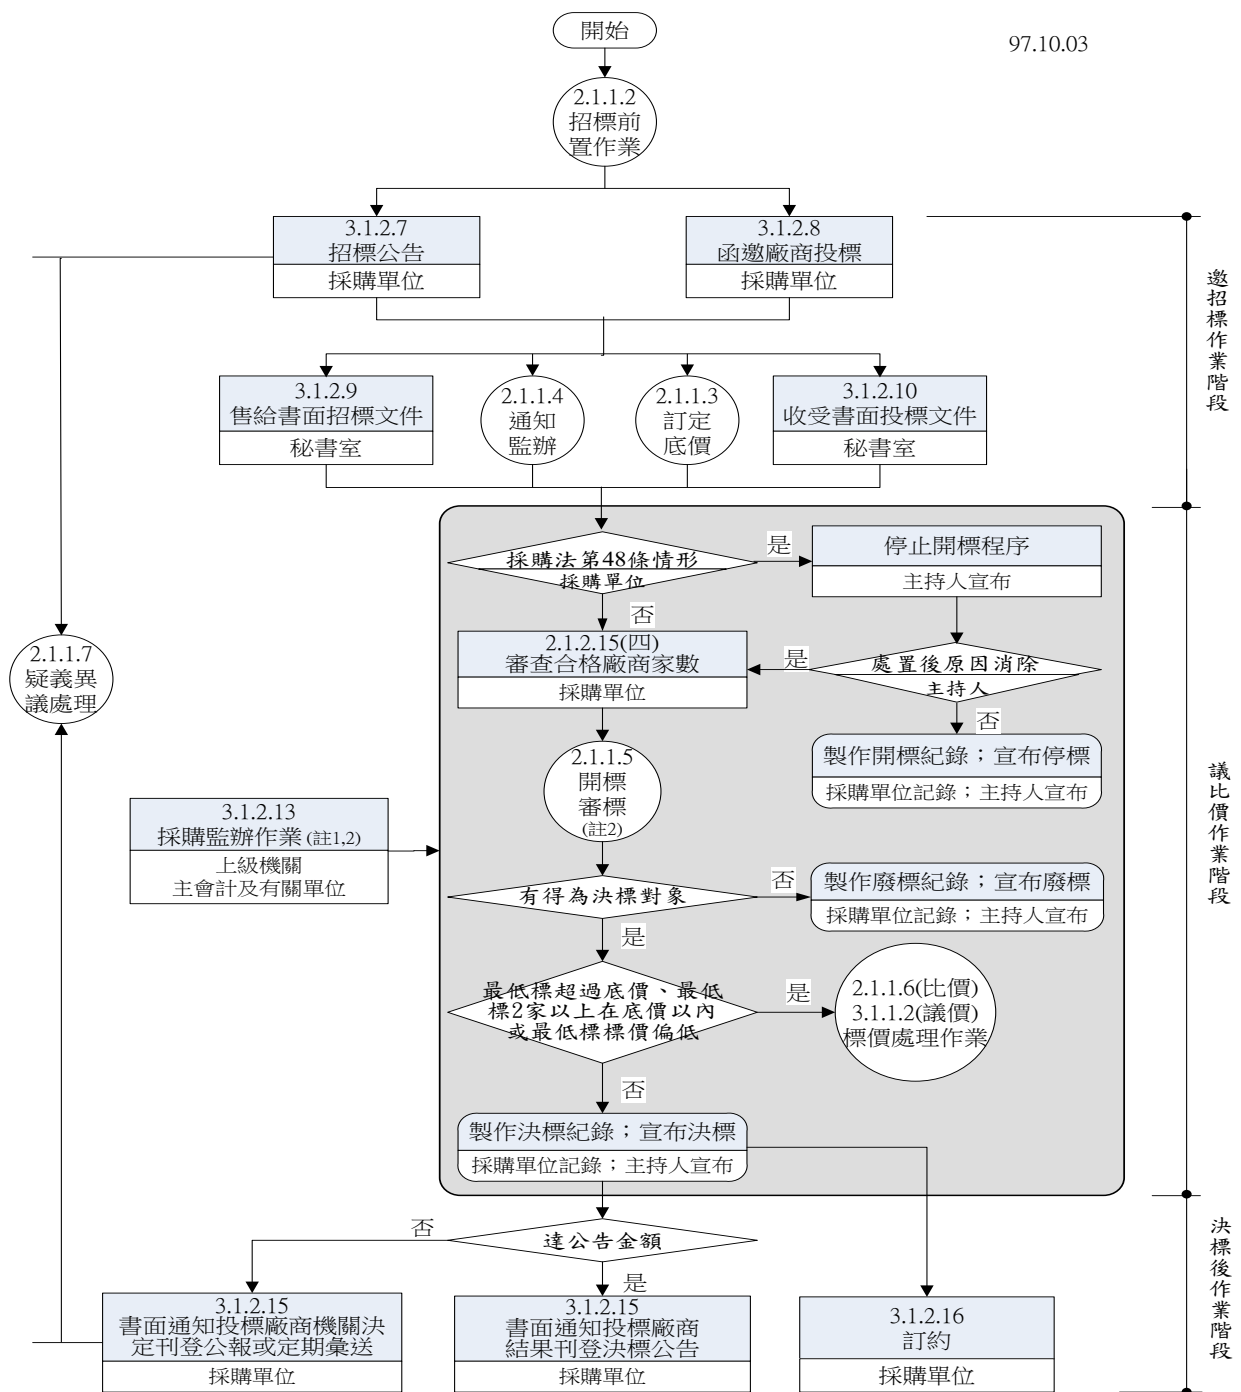 開始
97.10.03
2.1.1.2
招標前
置作業
3.1.2.7
招標公告
採購單位
3.1.2.8
函邀廠商投標
採購單位
邀招標作業階段
3.1.2.9
售給書面招標文件
秘書室
2.1.1.4
通知
監辦
2.1.1.3
訂定
底價
3.1.2.10
收受書面投標文件
秘書室
採購法第48條情形
採購單位
是
停止開標程序
主持人宣布
否
2.1.2.15(四)
審查合格廠商家數
採購單位
是
處置後原因消除
主持人
否
製作開標紀錄；宣布停標
採購單位記錄；主持人宣布
2.1.1.7
疑義異
議處理
2.1.1.5
開標
審標
(註2)
議比價作業階段
3.1.2.13
採購監辦作業(註1,2)
上級機關
主會計及有關單位
有得為決標對象
否
製作廢標紀錄；宣布廢標
採購單位記錄；主持人宣布
是
最低標超過底價、最低
標2家以上在底價以內
或最低標標價偏低
是
2.1.1.6(比價)
3.1.1.2(議價)
標價處理作業
否
製作決標紀錄；宣布決標
採購單位記錄；主持人宣布
達公告金額
否
是
決標後作業階段
3.1.2.15
書面通知投標廠商機關決
定刊登公報或定期彙送
採購單位
3.1.2.15
書面通知投標廠商
結果刊登決標公告
採購單位
3.1.2.16
訂約
採購單位